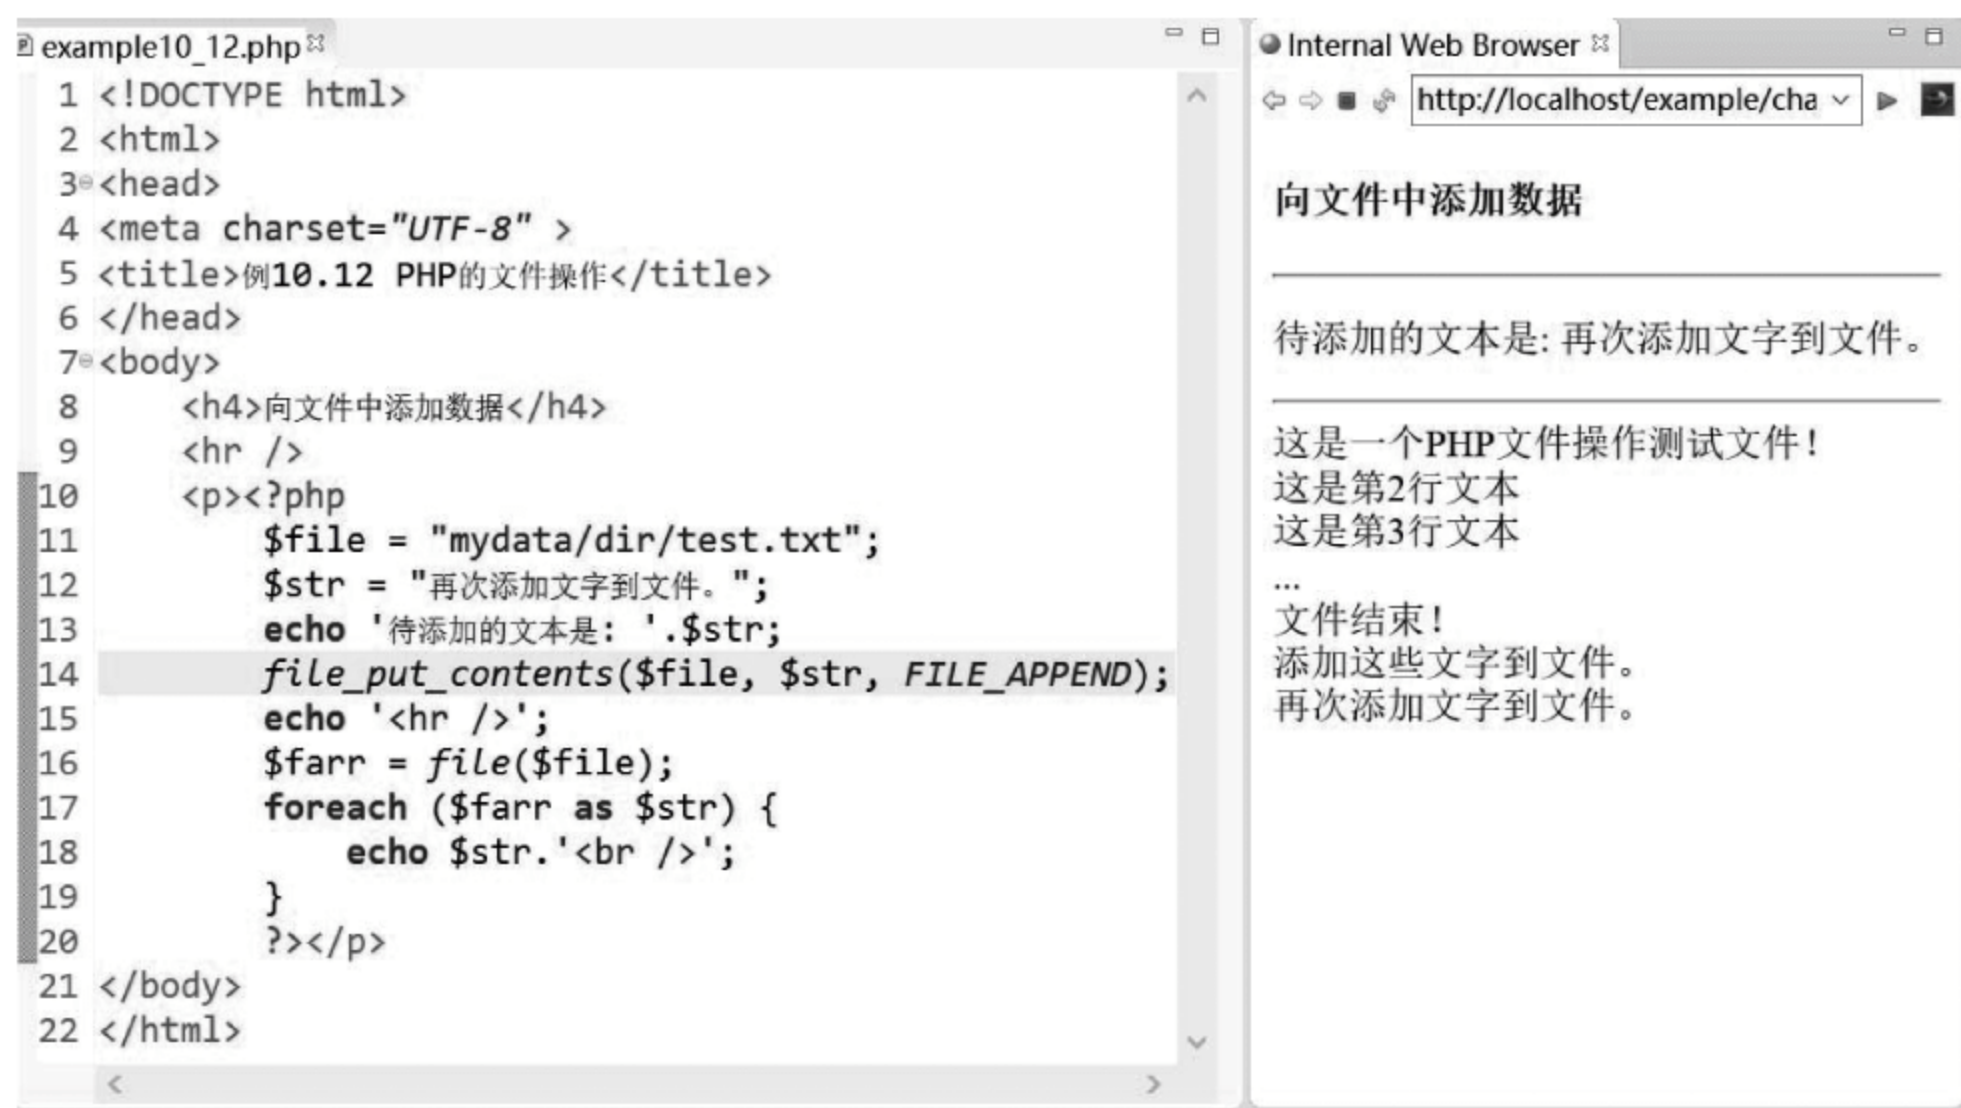 example10_12.php
1 <!DOCTYPE html>
2 <html>
3 <head>
4 <meta charset="UTF-8" >
5 <title>例10.12 PHP的文件操作</title>
6 </head>
7 <body>
8 <h4>向文件中添加数据</h4>
9 <hr />
10 <p><?php
11 $file = "mydata/dir/test.txt";
12 $str = "再次添加文字到文件。";
13 echo '待添加的文本是: '.$str;
14 file_put_contents($file, $str, FILE_APPEND);
15 echo '<hr />';
16 $farr = file($file);
17 foreach ($farr as $str) {
18 echo $str.'<br />';
19 }
20 ?></p>
21 </body>
22 </html>
Internal Web Browser
http://localhost/example/cha
向文件中添加数据
待添加的文本是: 再次添加文字到文件。
这是一个PHP文件操作测试文件!
这是第2行文本
这是第3行文本
...
文件结束!
添加这些文字到文件。
再次添加文字到文件。